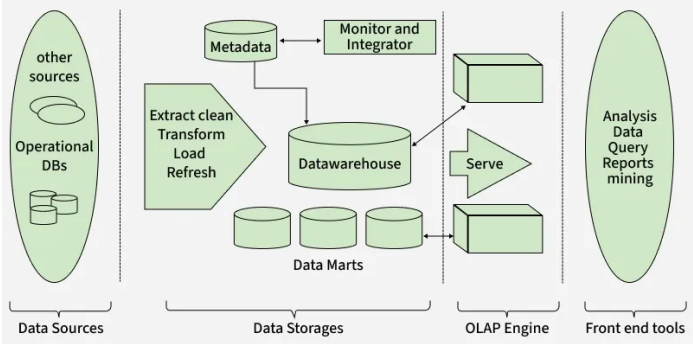 other
sources
Operational
DBs
Metadata
Monitor and
Integrator
Extract clean
Transform
Load
Refresh
Datawarehouse
Data Marts
Serve
Analysis
Data
Query
Reports
mining
Data Sources
Data Storages
OLAP Engine
Front end tools